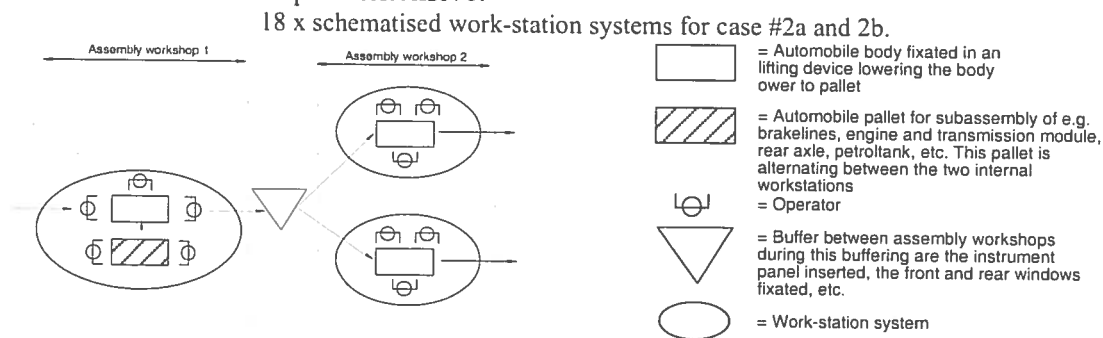 18 x schematised work-station systems for case #2a and 2b.
Assembly workshop 1
Assembly workshop 2
= Automobile body fixated in an
lifting device lowering the body
ower to pallet
= Automobile pallet for subassembly of e.g.
brakelines, engine and transmission module,
rear axle, petroltank, etc. This pallet is
alternating between the two internal
workstations
= Operator
= Buffer between assembly workshops
during this buffering are the instrument
panel inserted, the front and rear windows
fixated, etc.
= Work-station system